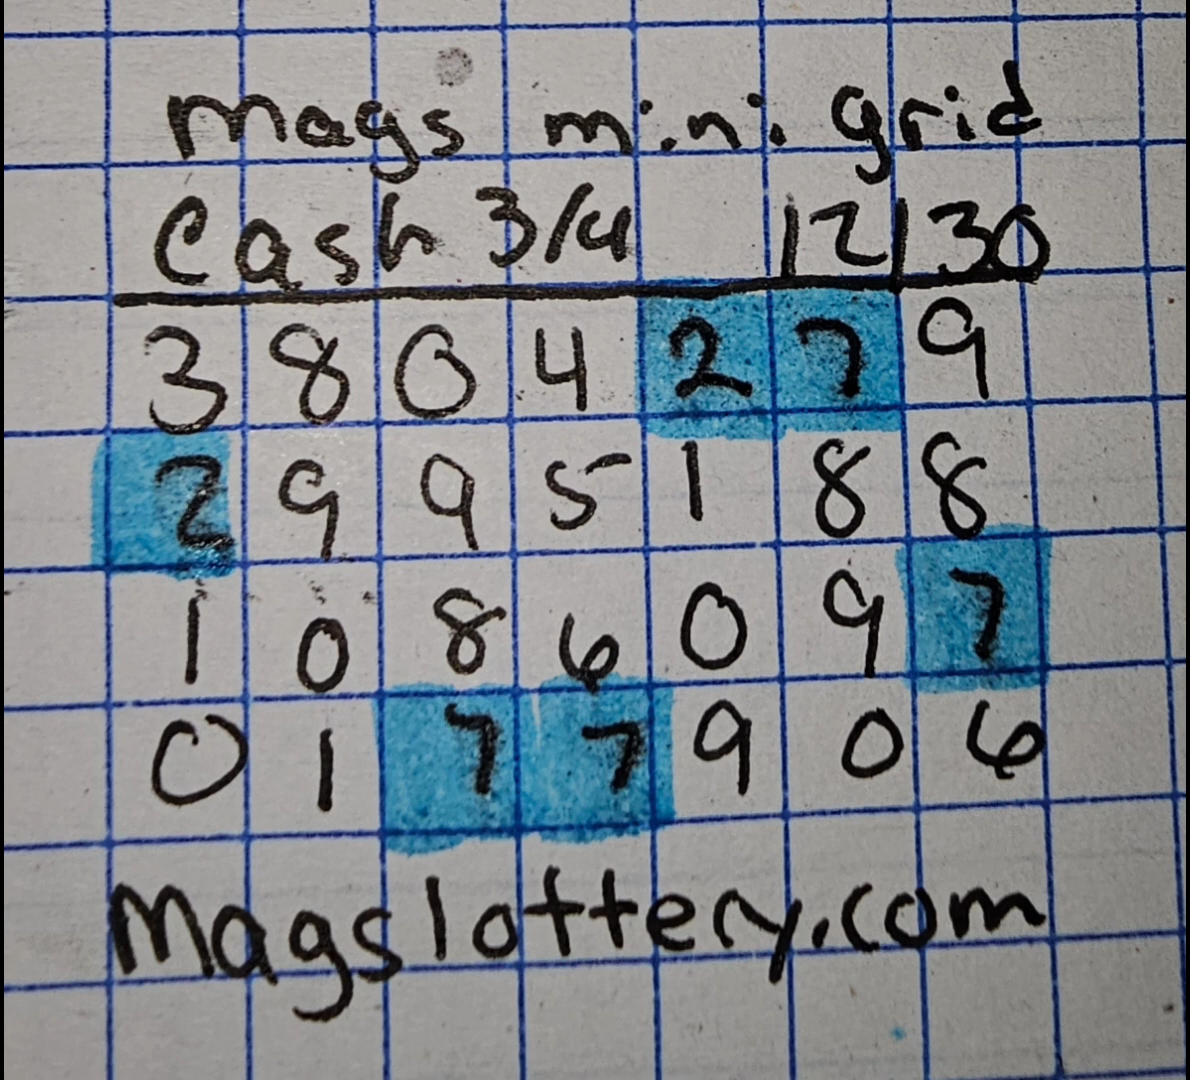 mags mini grid
Cash 3/4 12/30
3 8 0 4 2 7 9
2 9 9 5 1 8 8
1 0 8 6 0 9 7
0 1 7 7 9 0 6
Magslottery.com